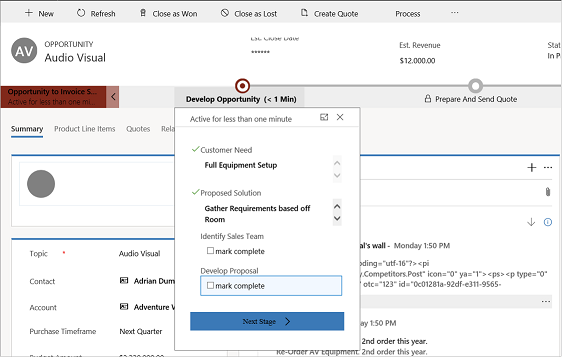 + New
Refresh
Close as Won
Close as Lost
Create Quote
Process
...
AV
OPPORTUNITY
Audio Visual
Est. Close Date
******
Est. Revenue
$12,000.00
Stat
In P
Opportunity to Invoice S...
Active for less than one mi...
Develop Opportunity (< 1 Min)
Prepare And Send Quote
Summary
Product Line Items
Quotes
Rela
Active for less than one minute
Customer Need
Full Equipment Setup
Proposed Solution
Gather Requirements based off
Room
Identify Sales Team
mark complete
Develop Proposal
mark complete
Next Stage
Topic *
Audio Visual
Contact
Adrian Dum
Account
Adventure
Purchase Timeframe
Next Quarter
Budget Amount
al's wall - Monday 1:50 PM
oding="utf-16"?><pi
y.Competitors.Post" icon="0" ya="1"><ps><p type="0"
" otc="123" id="0c01281a-92df-e311-9565-
ay 1:50 PM
2nd order this year.
Re-Order AV Equipment. 2nd order this year.